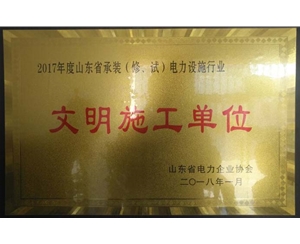 2017年度山东省承装（修、试）电力设施行业
文明施工单位
山东省电力企业协会
二〇一八年一月